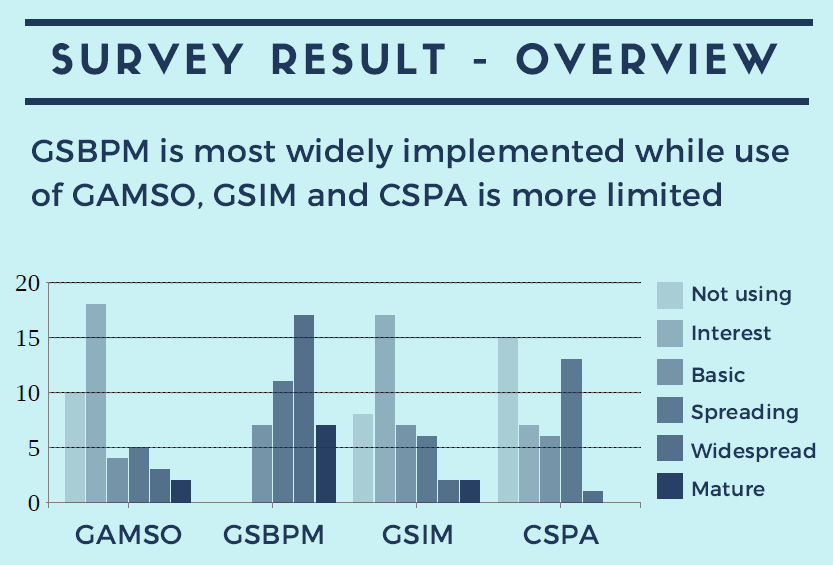 SURVEY RESULT - OVERVIEW
GSBPM is most widely implemented while use
of GAMSO, GSIM and CSPA is more limited
20
15
10
5
0
GAMSO
GSBPM
GSIM
CSPA
Not using
Interest
Basic
Spreading
Widespread
Mature